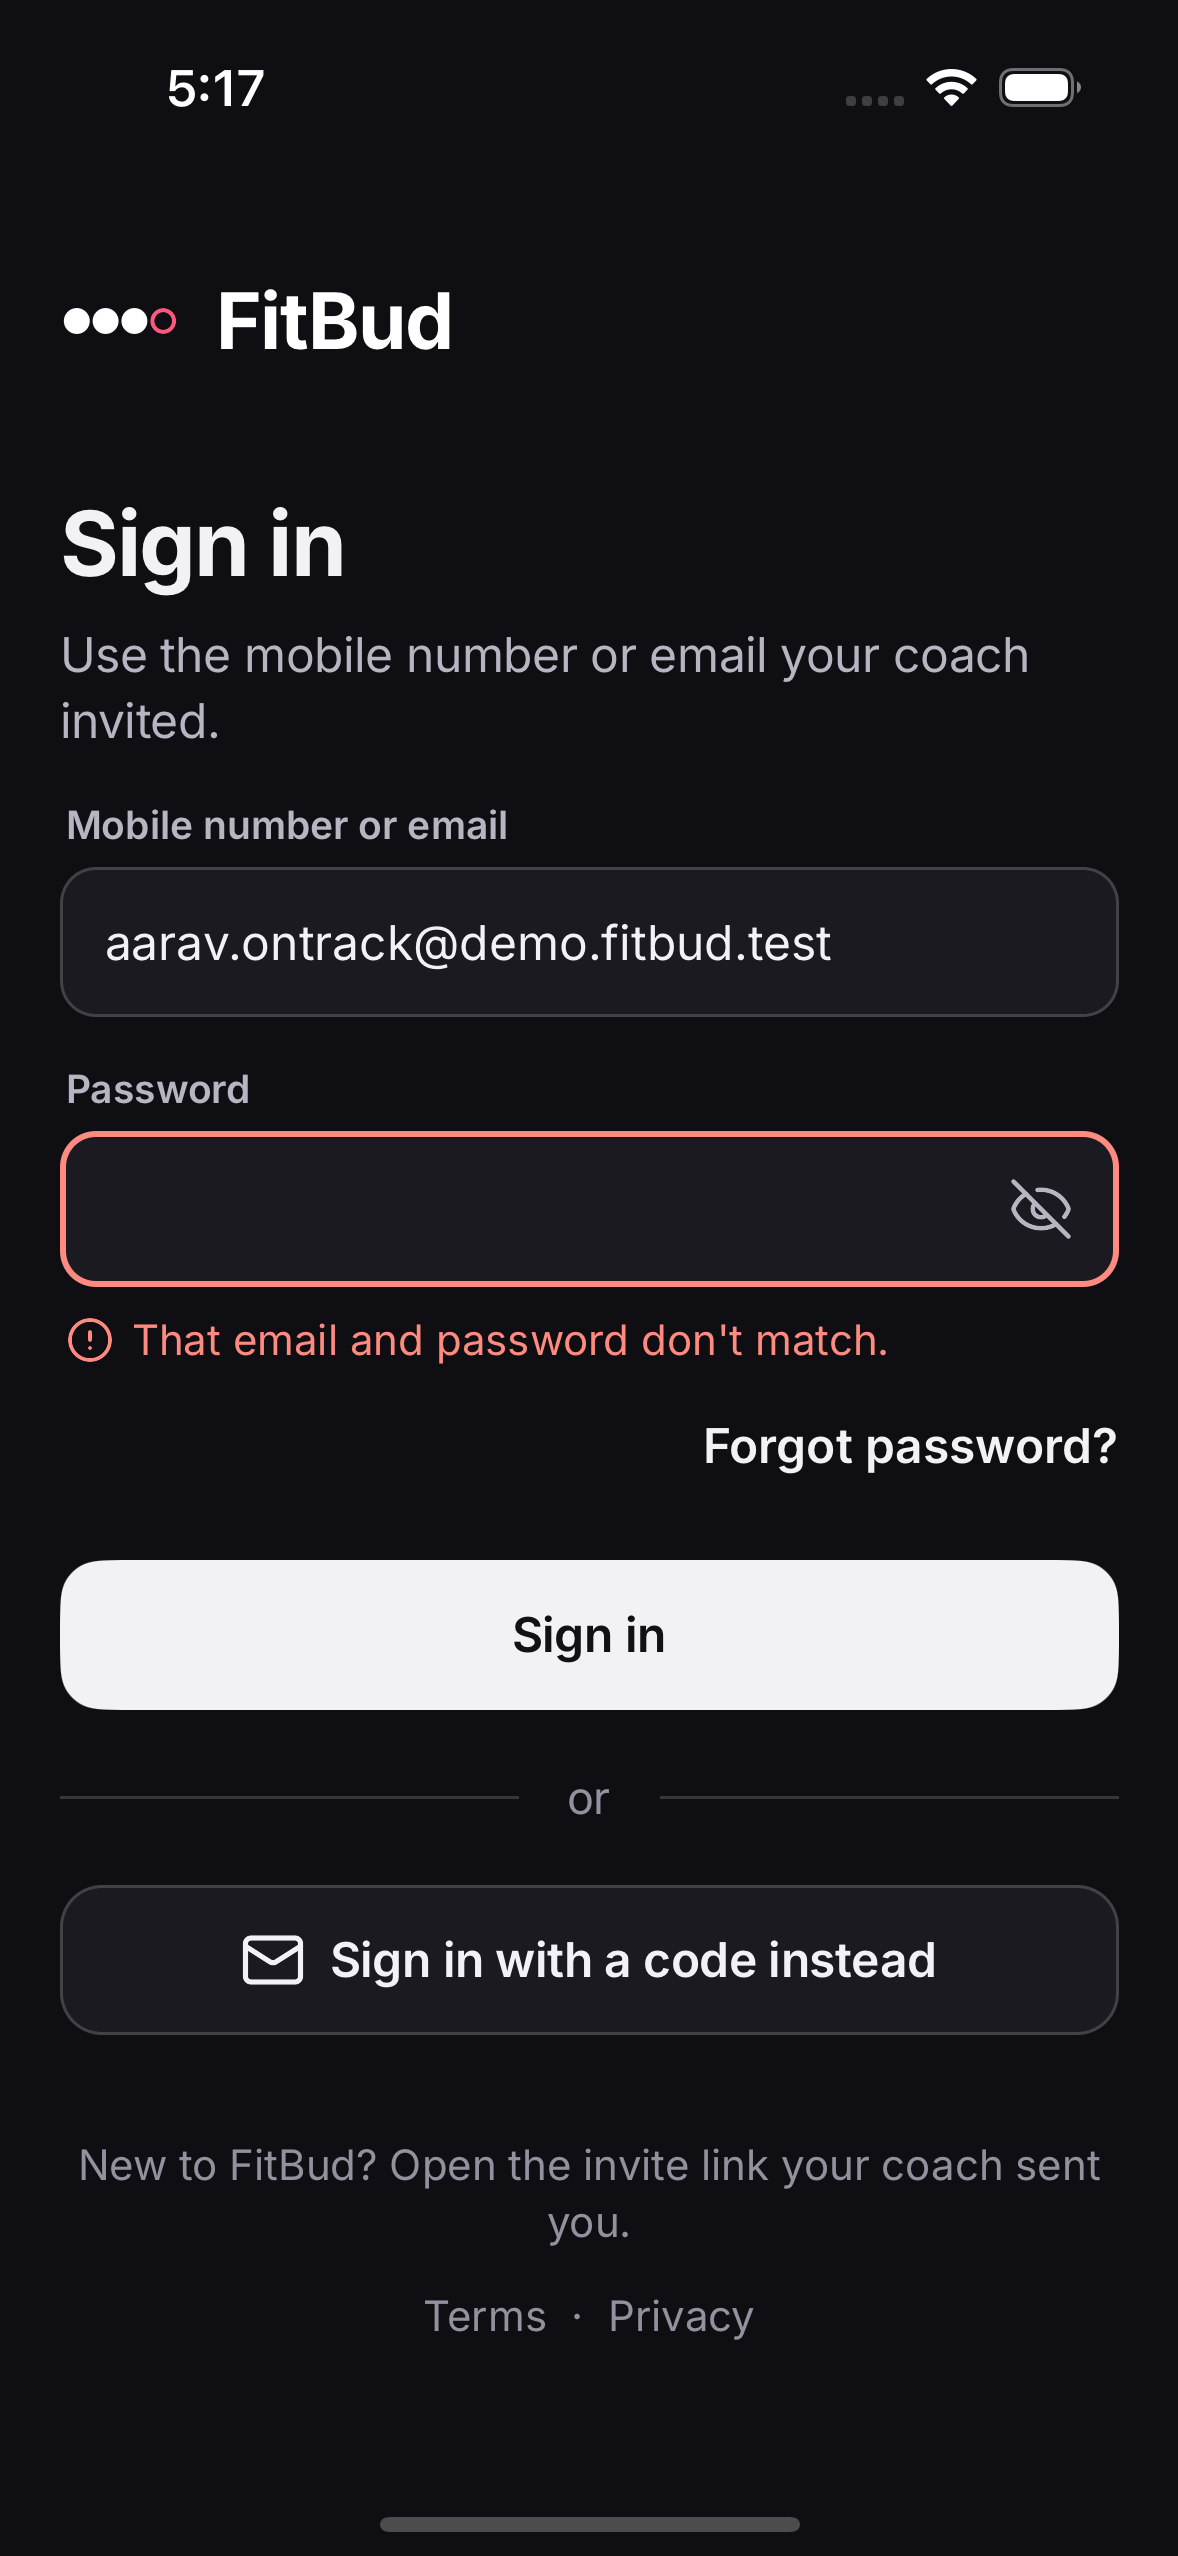 5:17
FitBud
Sign in
Use the mobile number or email your coach
invited.
Mobile number or email
aarav.ontrack@demo.fitbud.test
Password
That email and password don't match.
Forgot password?
Sign in
or
Sign in with a code instead
New to FitBud? Open the invite link your coach sent
you.
Terms · Privacy